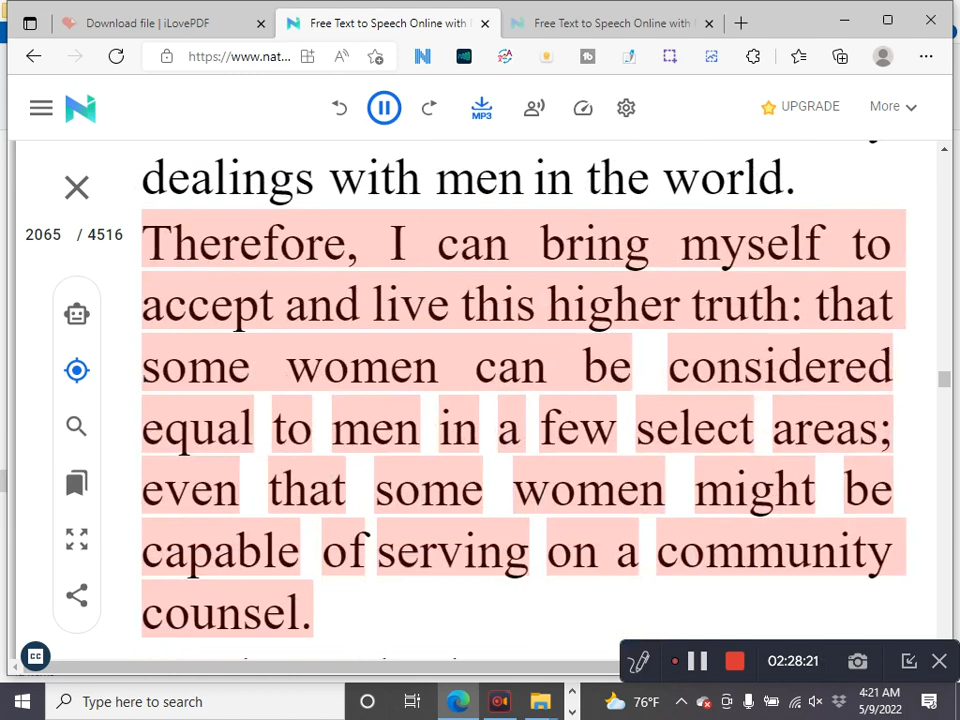 Download file | iLovePDF
Free Text to Speech Online with
Free Text to Speech Online with
https://www.nat...
MP3
UPGRADE
More
dealings with men in the world.
2065 / 4516
Therefore, I can bring myself to
accept and live this higher truth: that
some women can be considered
equal to men in a few select areas;
even that some women might be
capable of serving on a community
counsel.
CC
02:28:21
Type here to search
76°F
4:21 AM
5/9/2022